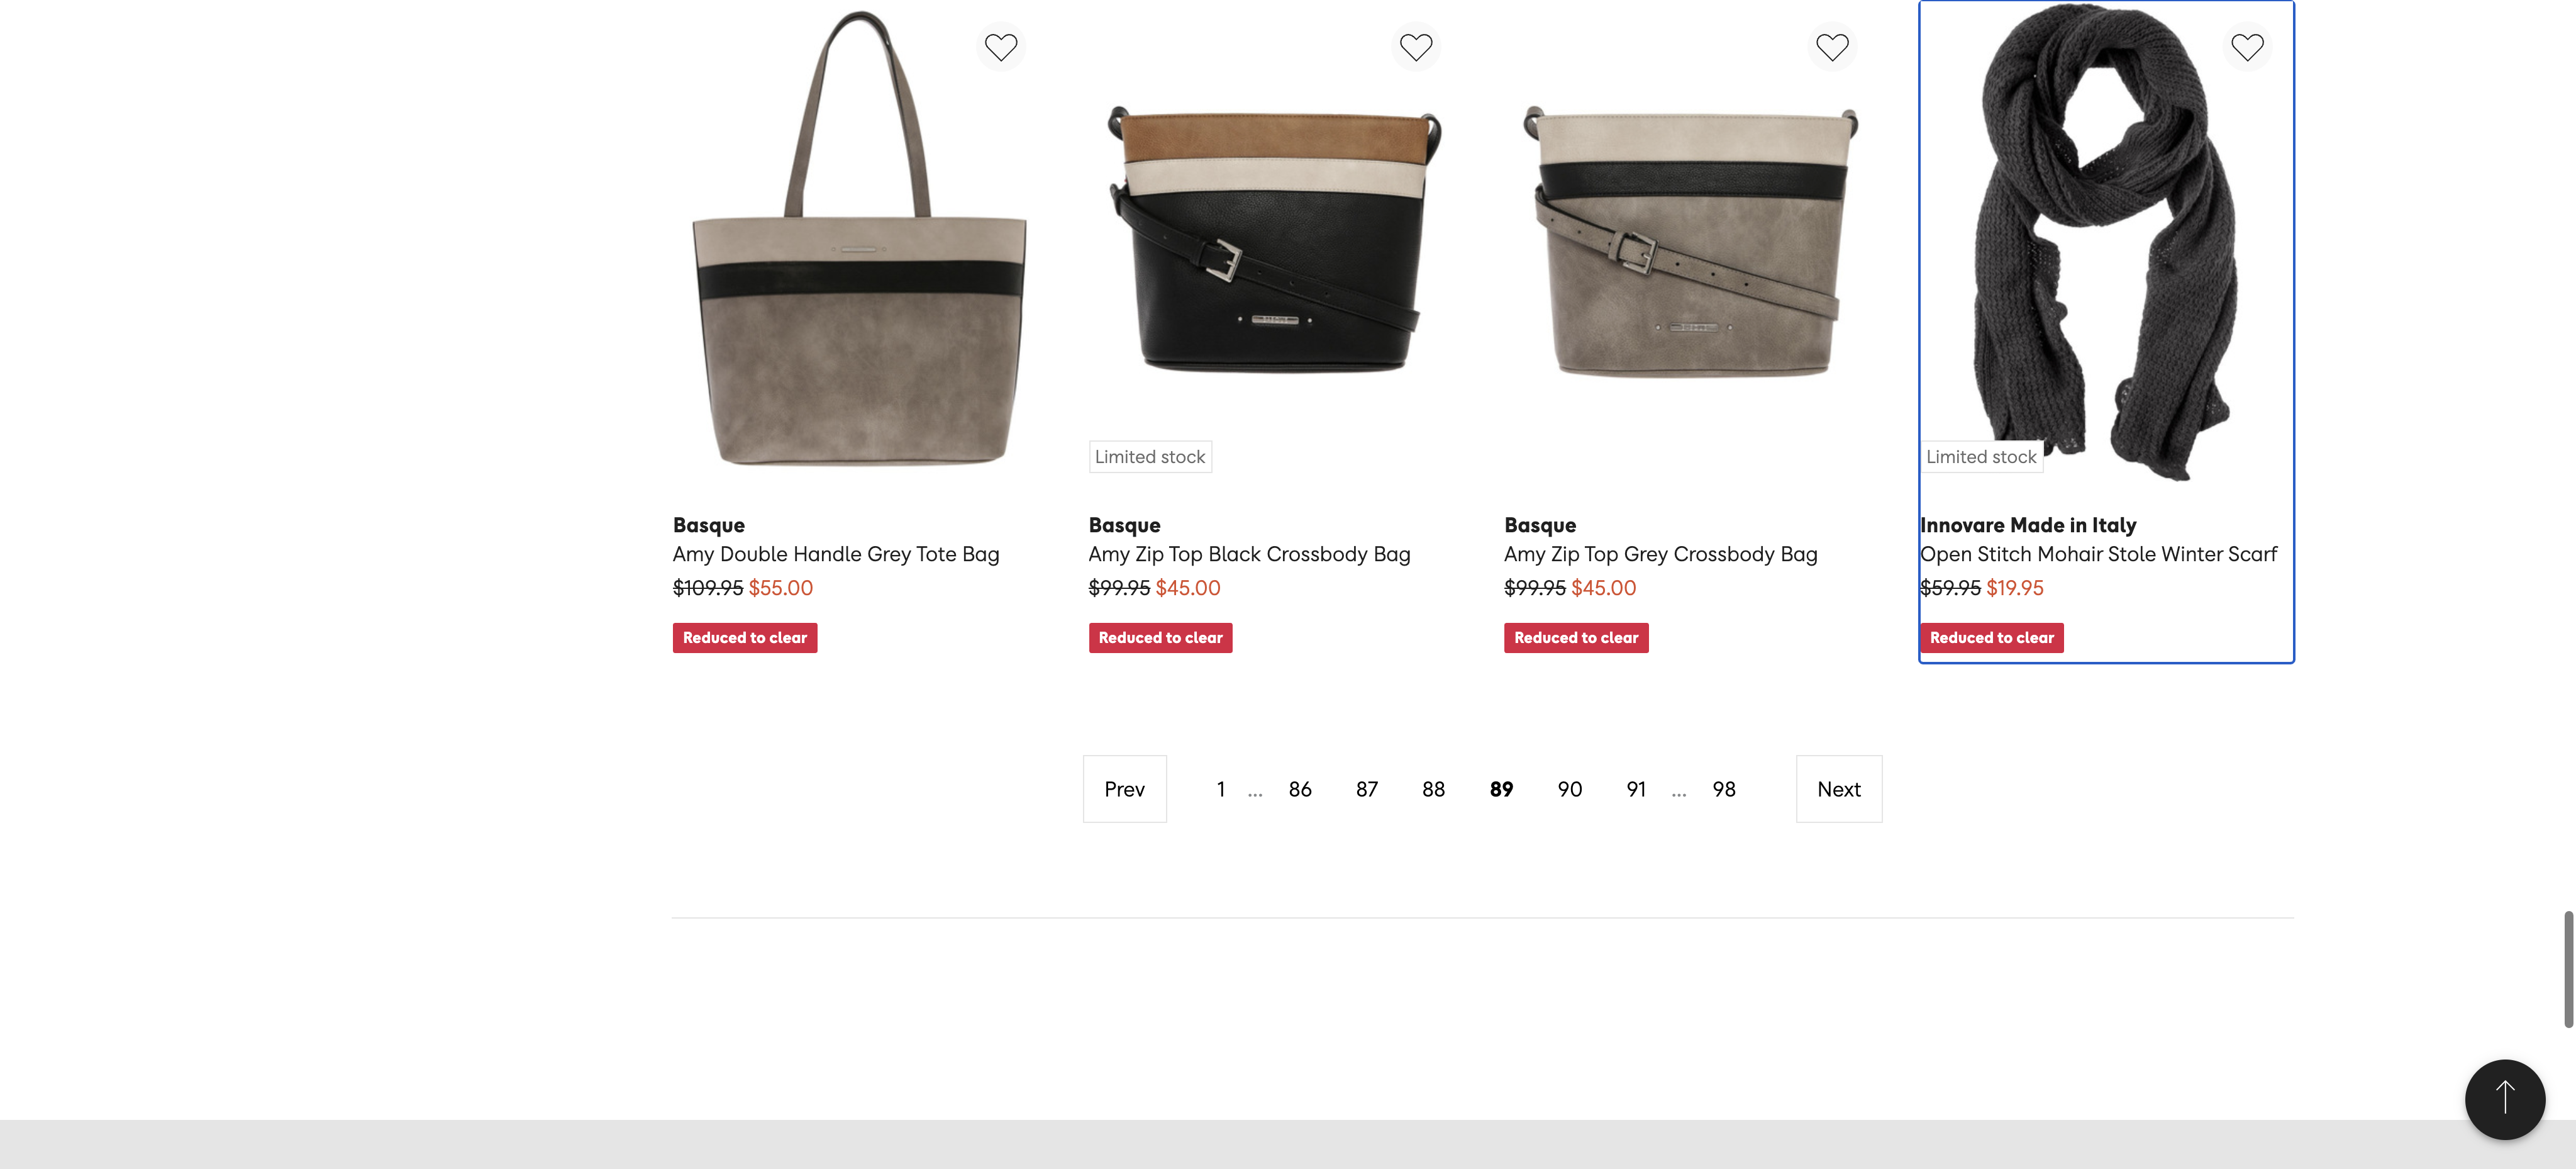 Limited stock
Limited stock
Basque
Amy Double Handle Grey Tote Bag
$109.95 $55.00
Reduced to clear
Basque
Amy Zip Top Black Crossbody Bag
$99.95 $45.00
Reduced to clear
Basque
Amy Zip Top Grey Crossbody Bag
$99.95 $45.00
Reduced to clear
Innovare Made in Italy
Open Stitch Mohair Stole Winter Scarf
$59.95 $19.95
Reduced to clear
Prev 1 ... 86 87 88 89 90 91 ... 98 Next